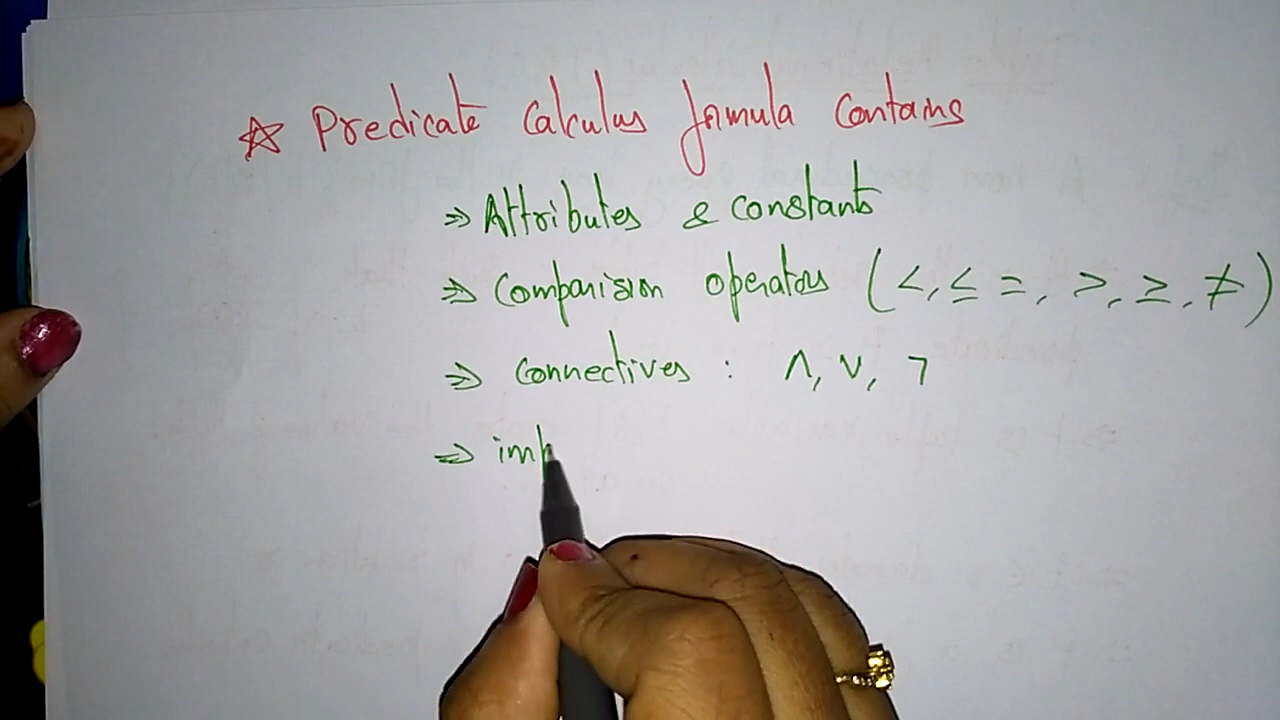 ☆ Predicate Calculus formula Contains
⇒ Attributes & constants
⇒ Comparision operators (<, ≤ =, >, ≥, ≠)
⇒ Connectives : ∧, ∨, ¬
⇒ imp